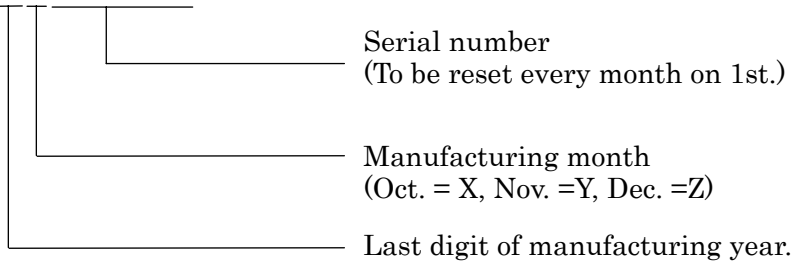 Serial number
(To be reset every month on 1st.)
Manufacturing month
(Oct. = X, Nov. =Y, Dec. =Z)
Last digit of manufacturing year.